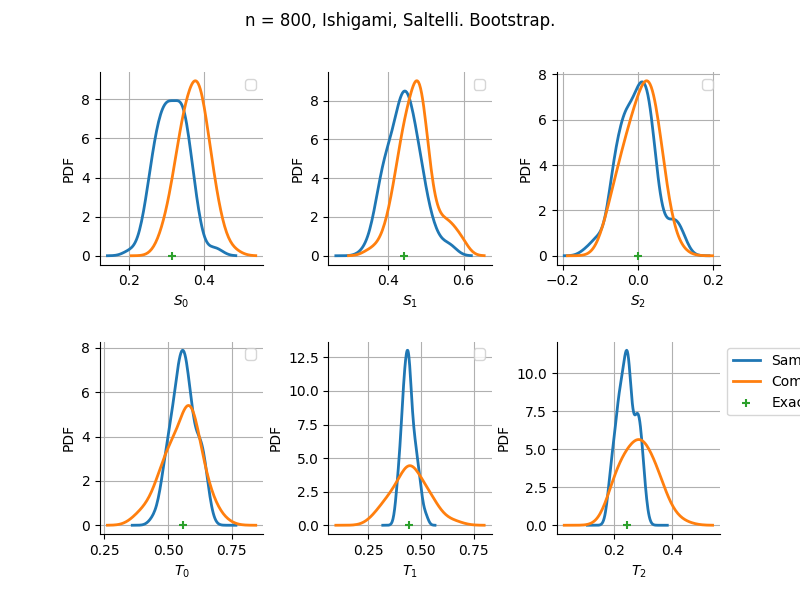 n = 800, Ishigami, Saltelli. Bootstrap.
PDF
8
6
4
2
0
0.2 0.4
S₀
PDF
8
6
4
2
0
0.4 0.6
S₁
PDF
8
6
4
2
0
−0.2 0.0 0.2
S₂
PDF
8
6
4
2
0
0.25 0.50 0.75
T₀
PDF
12.5
10.0
7.5
5.0
2.5
0.0
0.25 0.50 0.75
T₁
PDF
10.0
7.5
5.0
2.5
0.0
0.2 0.4
T₂
Sam
Com
Exac